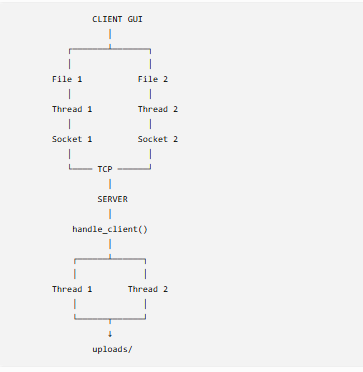 CLIENT GUI
File 1 File 2
Thread 1 Thread 2
Socket 1 Socket 2
TCP
SERVER
handle_client()
Thread 1 Thread 2
uploads/